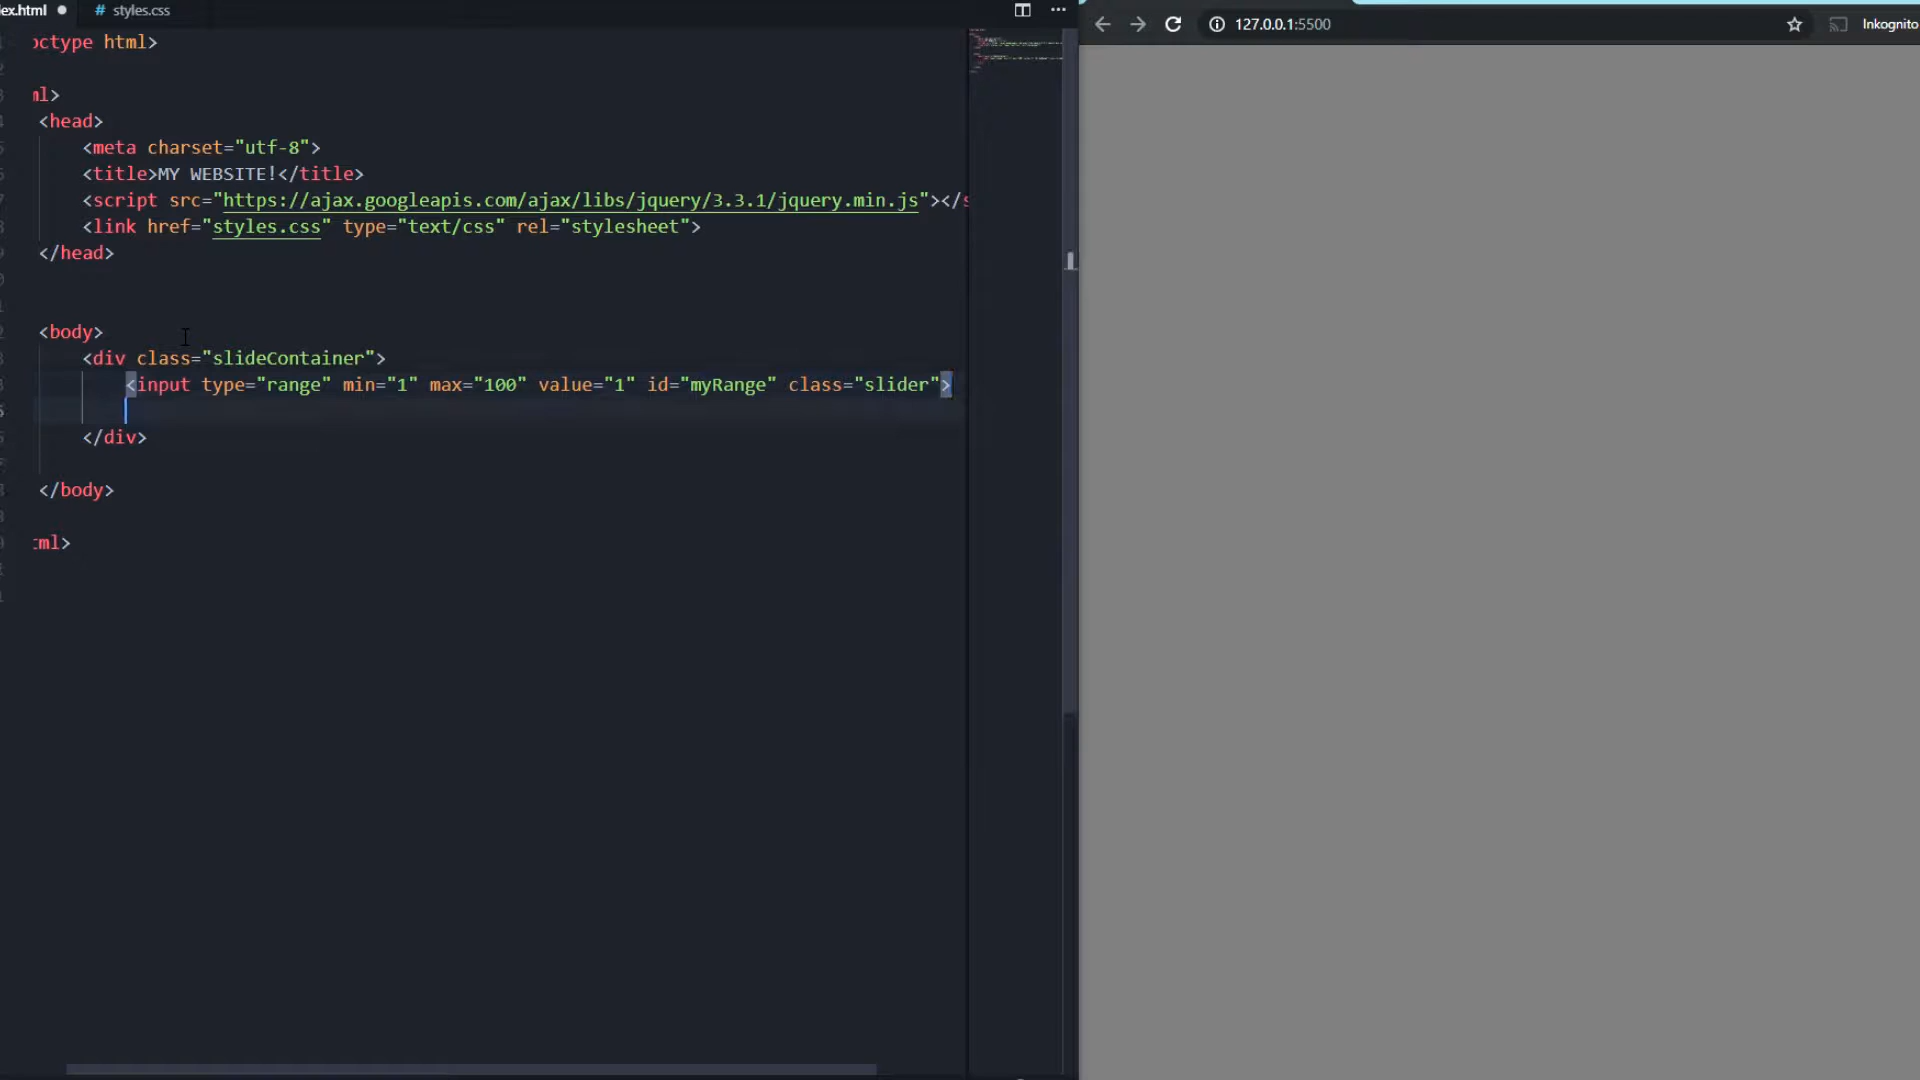 ex.html ● # styles.css
octype html>
ml>
<head>
<meta charset="utf-8">
<title>MY WEBSITE!</title>
<script src="https://ajax.googleapis.com/ajax/libs/jquery/3.3.1/jquery.min.js"></s
<link href="styles.css" type="text/css" rel="stylesheet">
</head>
<body>
<div class="slideContainer">
<input type="range" min="1" max="100" value="1" id="myRange" class="slider">
</div>
</body>
tml>
127.0.0.1:5500
Inkognito